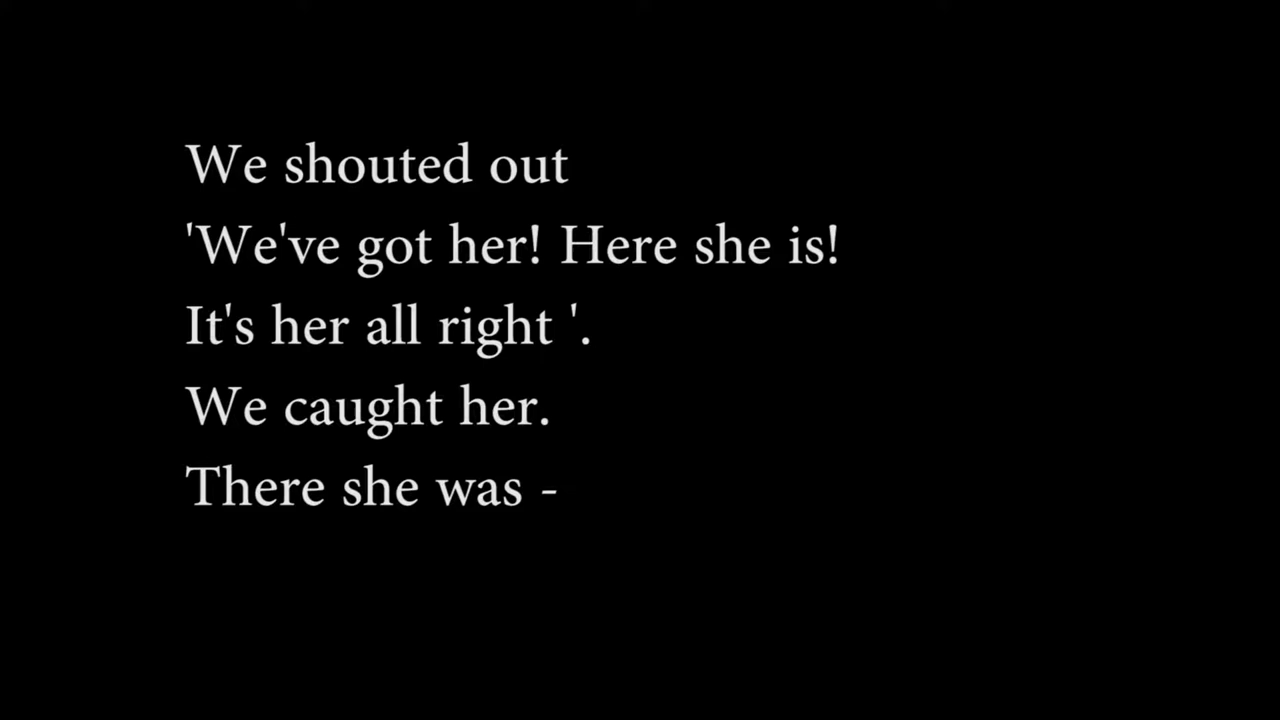 We shouted out
'We've got her! Here she is!
It's her all right '.
We caught her.
There she was -